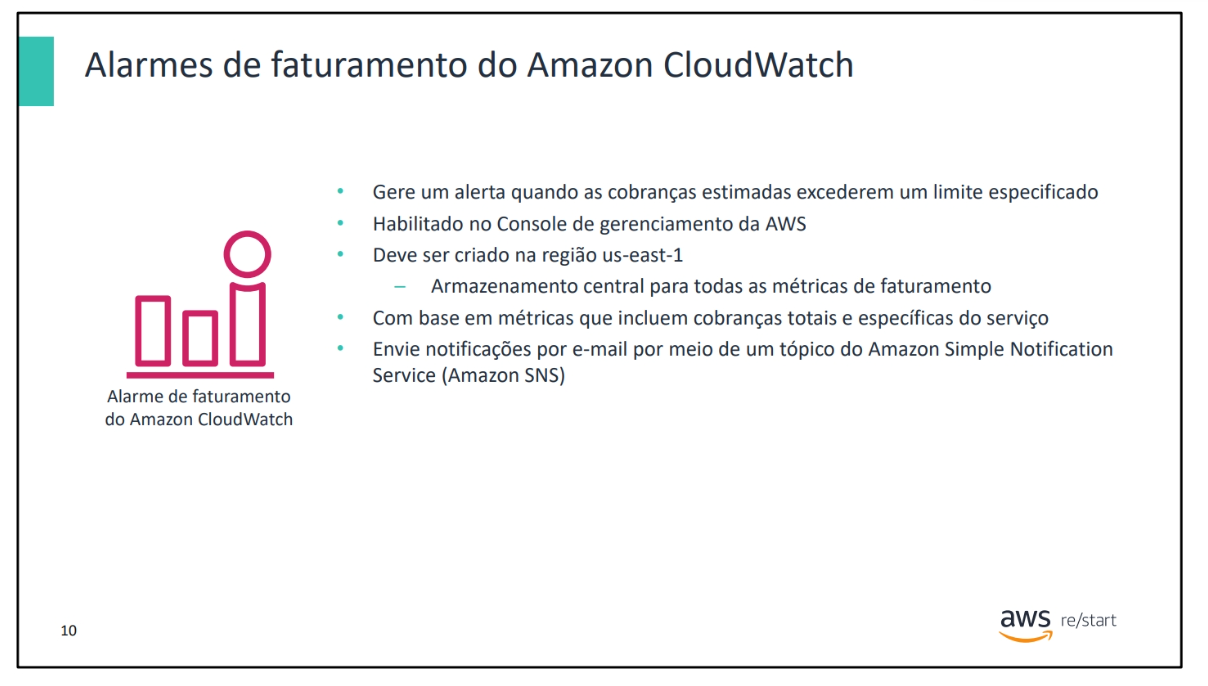 Alarmes de faturamento do Amazon CloudWatch
• Gere um alerta quando as cobranças estimadas excederem um limite especificado
• Habilitado no Console de gerenciamento da AWS
• Deve ser criado na região us-east-1
– Armazenamento central para todas as métricas de faturamento
• Com base em métricas que incluem cobranças totais e específicas do serviço
• Envie notificações por e-mail por meio de um tópico do Amazon Simple Notification
Service (Amazon SNS)
Alarme de faturamento
do Amazon CloudWatch
10
aws re/start